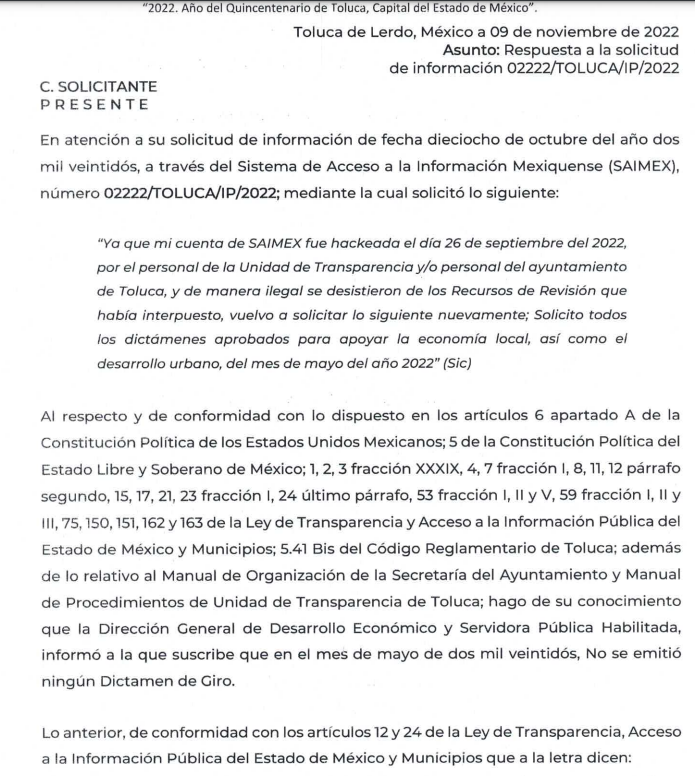 “2022. Año del Quincentenario de Toluca, Capital del Estado de México”.
Toluca de Lerdo, México a 09 de noviembre de 2022
Asunto: Respuesta a la solicitud
de información 02222/TOLUCA/IP/2022
C. SOLICITANTE
P R E S E N T E
En atención a su solicitud de información de fecha dieciocho de octubre del año dos
mil veintidós, a través del Sistema de Acceso a la Información Mexiquense (SAIMEX),
número 02222/TOLUCA/IP/2022; mediante la cual solicitó lo siguiente:
“Ya que mi cuenta de SAIMEX fue hackeada el día 26 de septiembre del 2022,
por el personal de la Unidad de Transparencia y/o personal del ayuntamiento
de Toluca, y de manera ilegal se desistieron de los Recursos de Revisión que
había interpuesto, vuelvo a solicitar lo siguiente nuevamente; Solicito todos
los dictámenes aprobados para apoyar la economía local, así como el
desarrollo urbano, del mes de mayo del año 2022” (Sic)
Al respecto y de conformidad con lo dispuesto en los artículos 6 apartado A de la
Constitución Política de los Estados Unidos Mexicanos; 5 de la Constitución Política del
Estado Libre y Soberano de México; 1, 2, 3 fracción XXXIX, 4, 7 fracción I, 8, 11, 12 párrafo
segundo, 15, 17, 21, 23 fracción I, 24 último párrafo, 53 fracción I, II y V, 59 fracción I, II y
III, 75, 150, 151, 162 y 163 de la Ley de Transparencia y Acceso a la Información Pública del
Estado de México y Municipios; 5.41 Bis del Código Reglamentario de Toluca; además
de lo relativo al Manual de Organización de la Secretaría del Ayuntamiento y Manual
de Procedimientos de Unidad de Transparencia de Toluca; hago de su conocimiento
que la Dirección General de Desarrollo Económico y Servidora Pública Habilitada,
informó a la que suscribe que en el mes de mayo de dos mil veintidós, No se emitió
ningún Dictamen de Giro.
Lo anterior, de conformidad con los artículos 12 y 24 de la Ley de Transparencia, Acceso
a la Información Pública del Estado de México y Municipios que a la letra dicen: